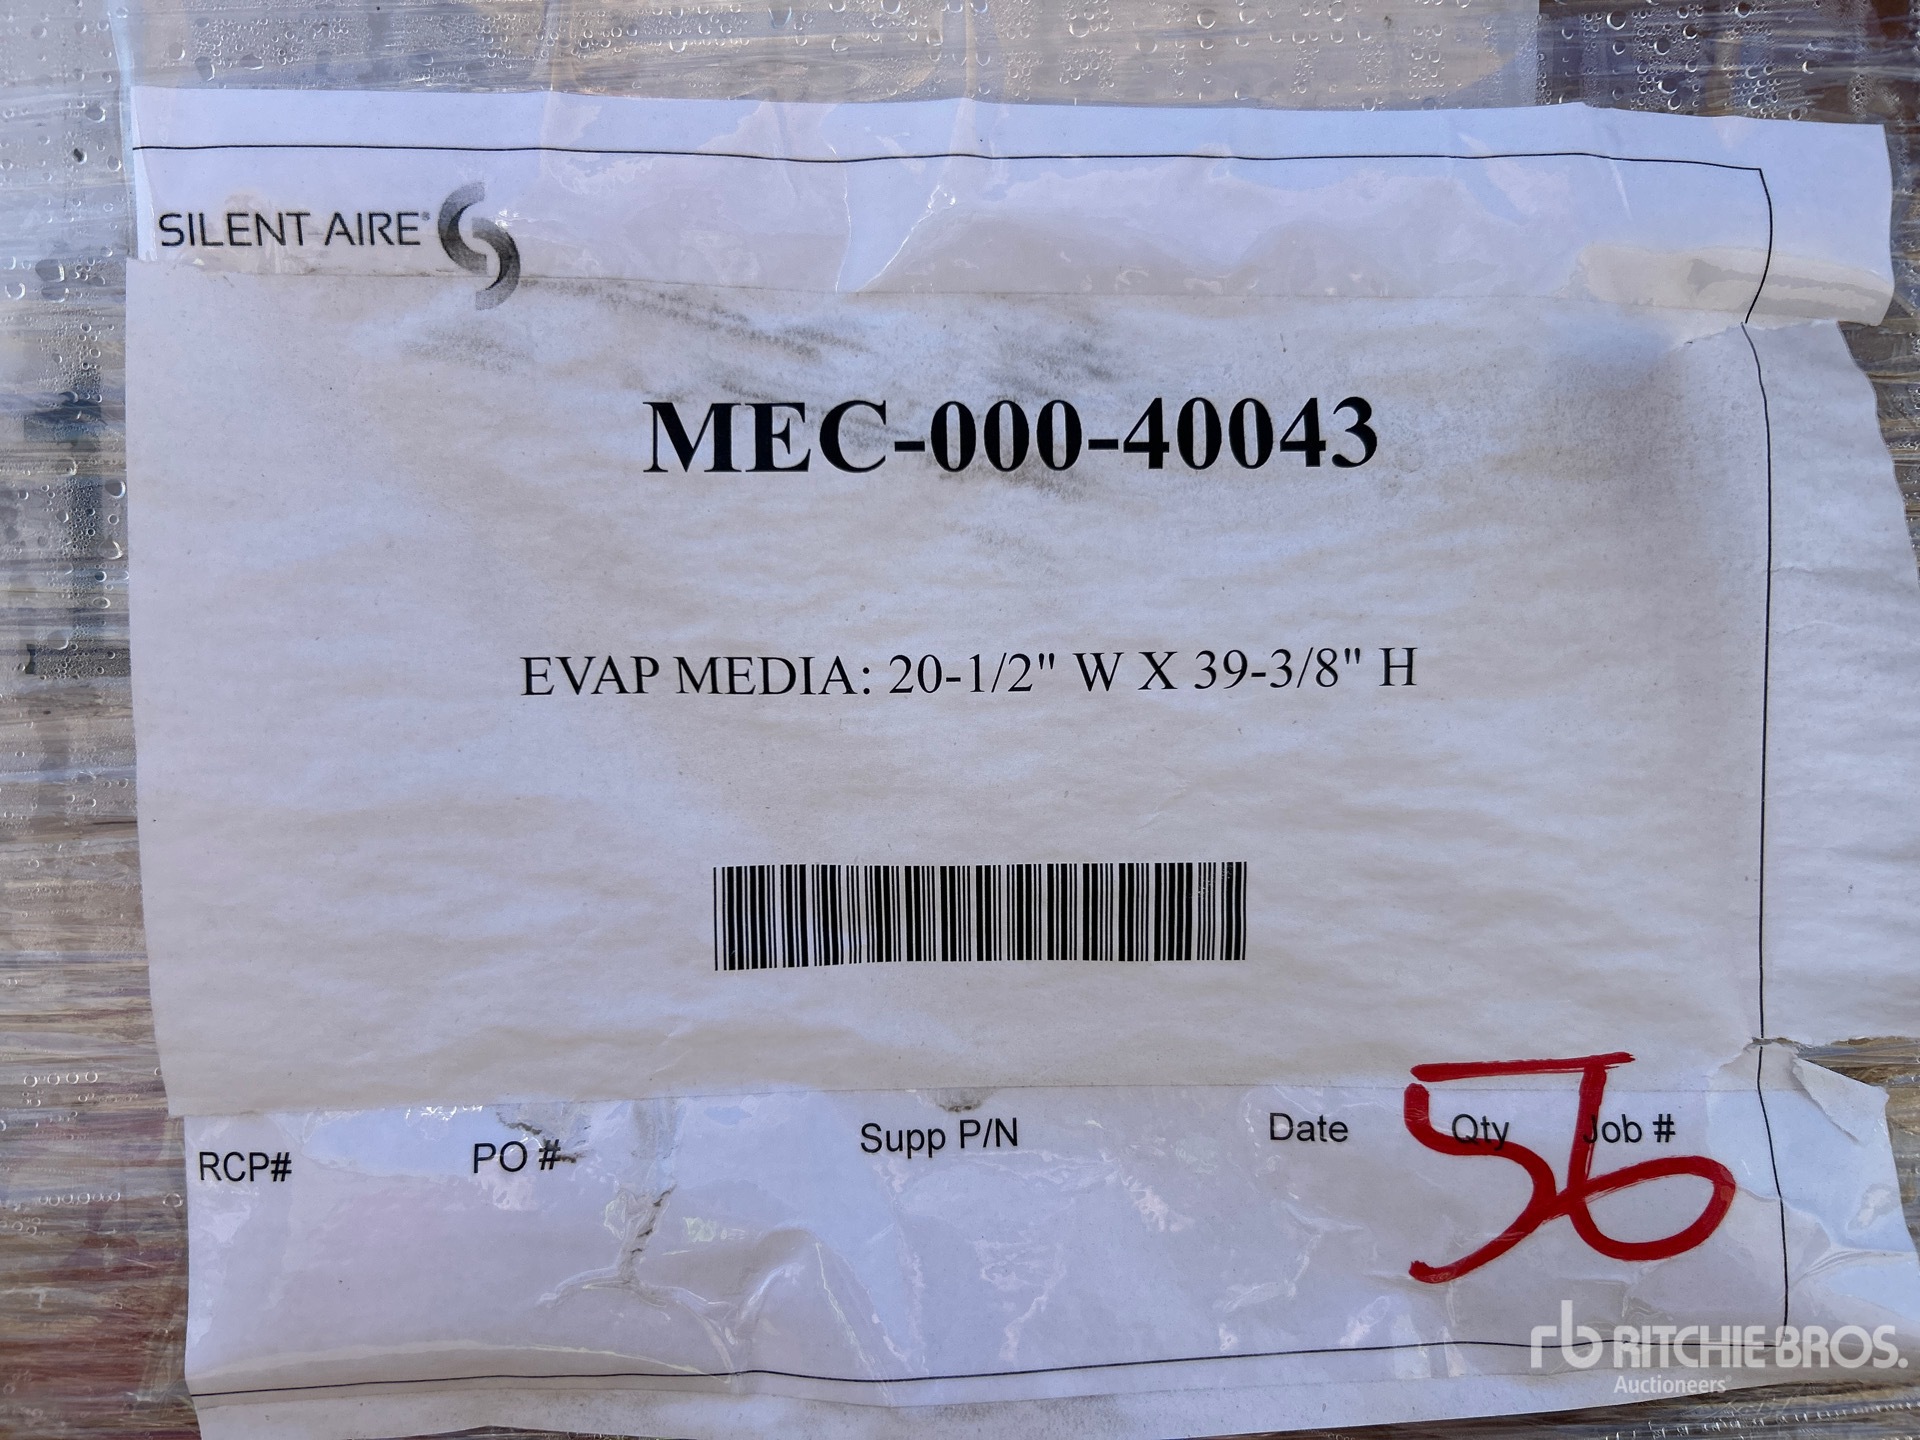 SILENT AIRE®
MEC-000-40043
EVAP MEDIA: 20-1/2" W X 39-3/8" H
RCP# PO # Supp P/N Date Qty Job #
56
rb RITCHIE BROS.
Auctioneers